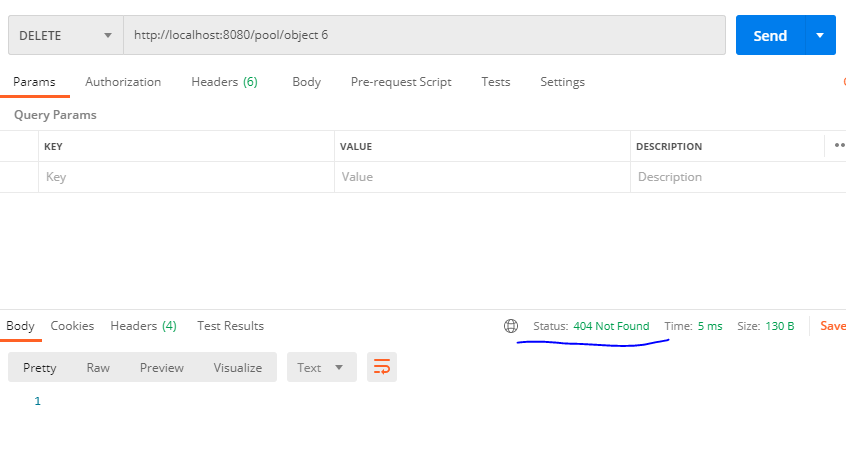 DELETE http://localhost:8080/pool/object 6 Send
Params Authorization Headers (6) Body Pre-request Script Tests Settings
Query Params
KEY VALUE DESCRIPTION
Key Value Description
Body Cookies Headers (4) Test Results Status: 404 Not Found Time: 5 ms Size: 130 B Save
Pretty Raw Preview Visualize Text
1